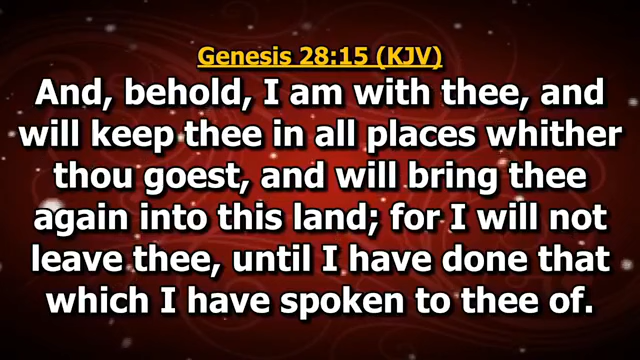 Genesis 28:15 (KJV)
And, behold, I am with thee, and
will keep thee in all places whither
thou goest, and will bring thee
again into this land; for I will not
leave thee, until I have done that
which I have spoken to thee of.